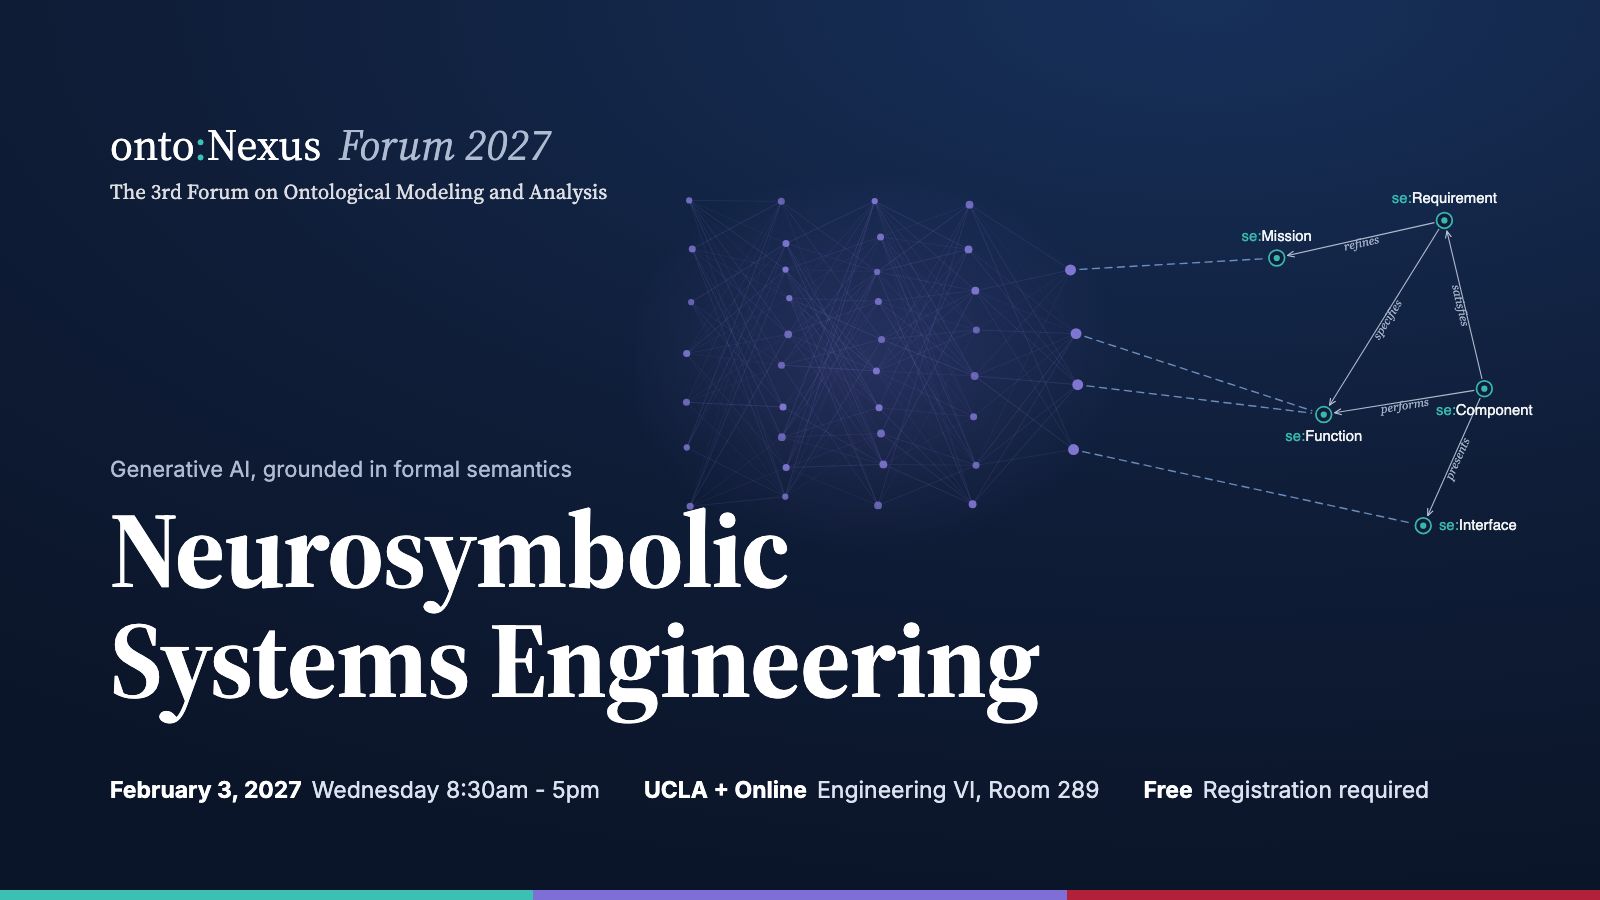 onto:Nexus Forum 2027
The 3rd Forum on Ontological Modeling and Analysis
se:Requirement
se:Mission
refines
specifies
satisfies
performs
se:Component
se:Function
presents
se:Interface
Generative AI, grounded in formal semantics
Neurosymbolic
Systems Engineering
February 3, 2027 Wednesday 8:30am - 5pm UCLA + Online Engineering VI, Room 289 Free Registration required